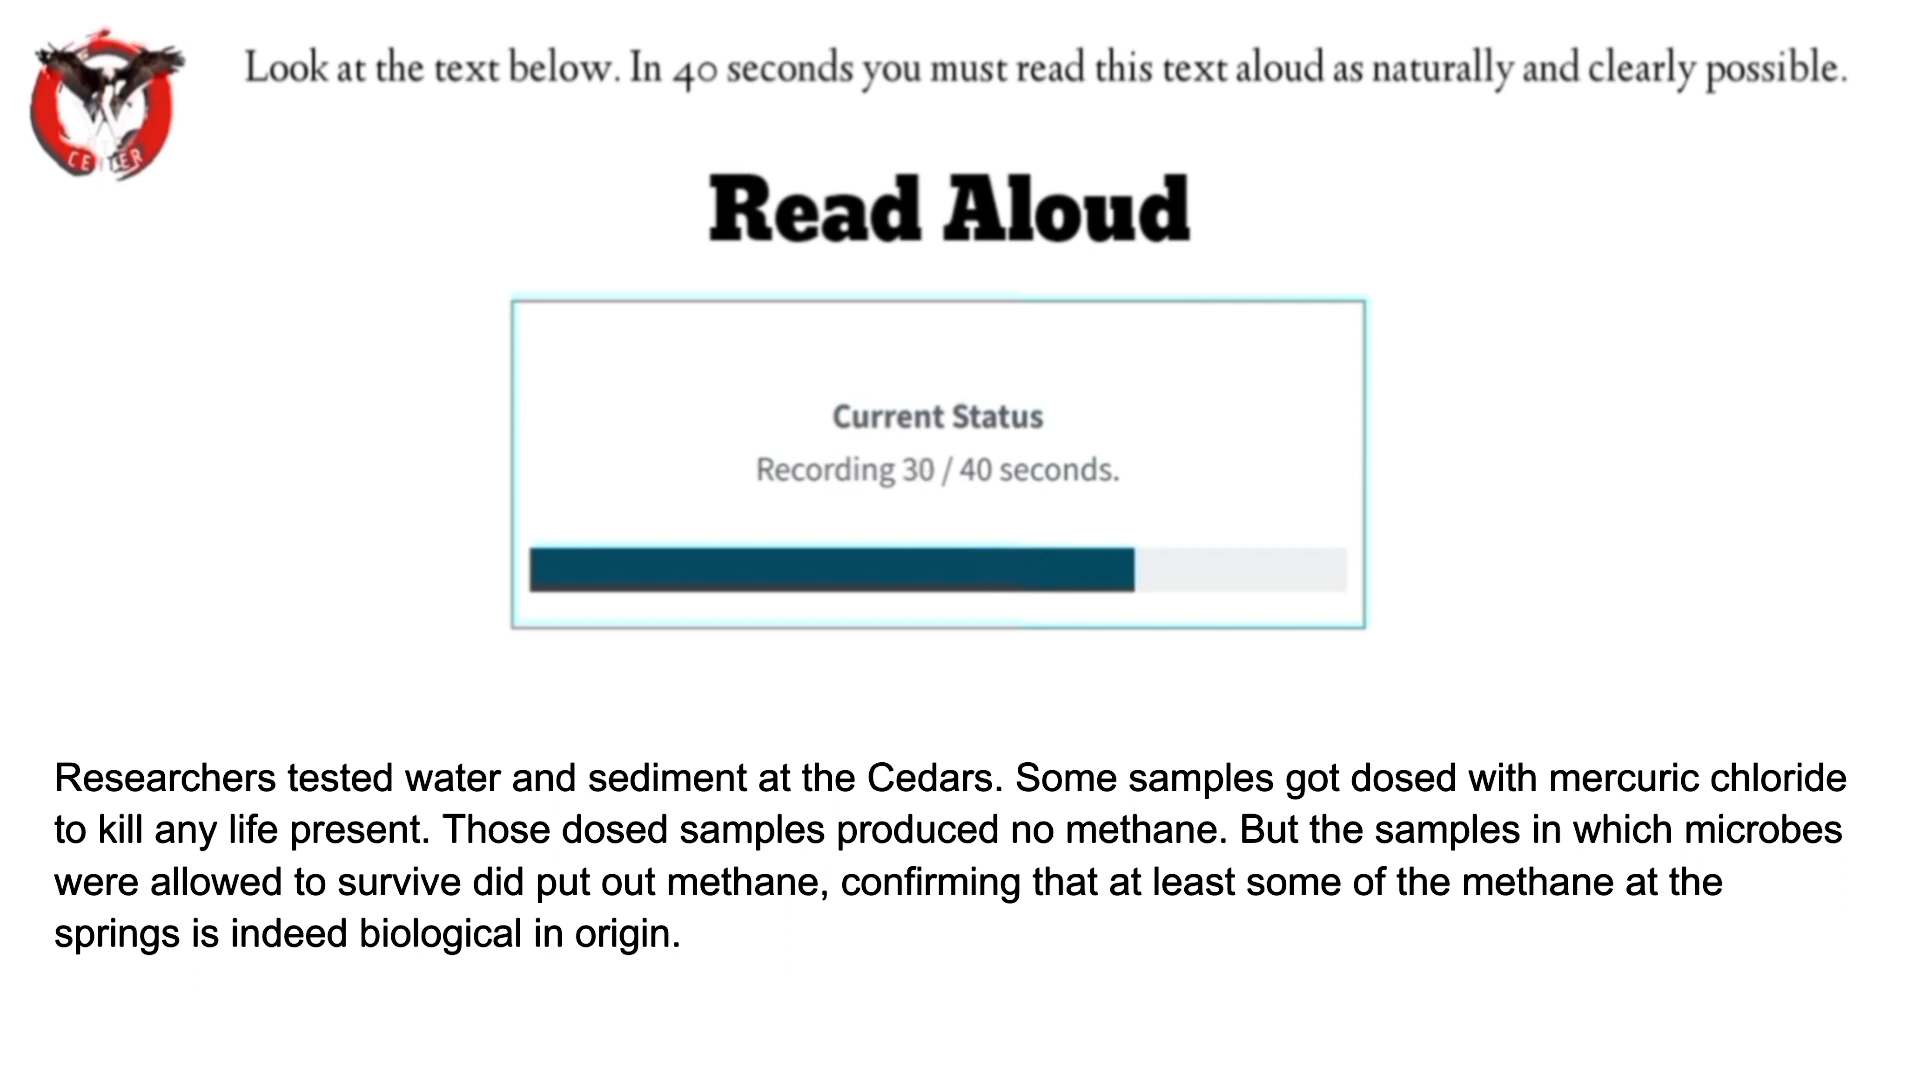 Look at the text below. In 40 seconds you must read this text aloud as naturally and clearly possible.
CENTER
Read Aloud
Current Status
Recording 30 / 40 seconds.
Researchers tested water and sediment at the Cedars. Some samples got dosed with mercuric chloride
to kill any life present. Those dosed samples produced no methane. But the samples in which microbes
were allowed to survive did put out methane, confirming that at least some of the methane at the
springs is indeed biological in origin.